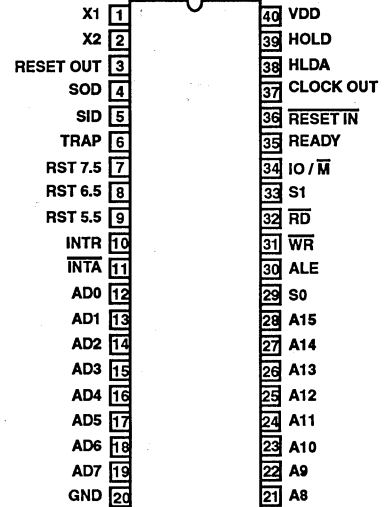 X1 1 40 VDD
X2 2 39 HOLD
RESET OUT 3 38 HLDA
SOD 4 37 CLOCK OUT
SID 5 36 RESET IN
TRAP 6 35 READY
RST 7.5 7 34 IO / M
RST 6.5 8 33 S1
RST 5.5 9 32 RD
INTR 10 31 WR
INTA 11 30 ALE
AD0 12 29 S0
AD1 13 28 A15
AD2 14 27 A14
AD3 15 26 A13
AD4 16 25 A12
AD5 17 24 A11
AD6 18 23 A10
AD7 19 22 A9
GND 20 21 A8